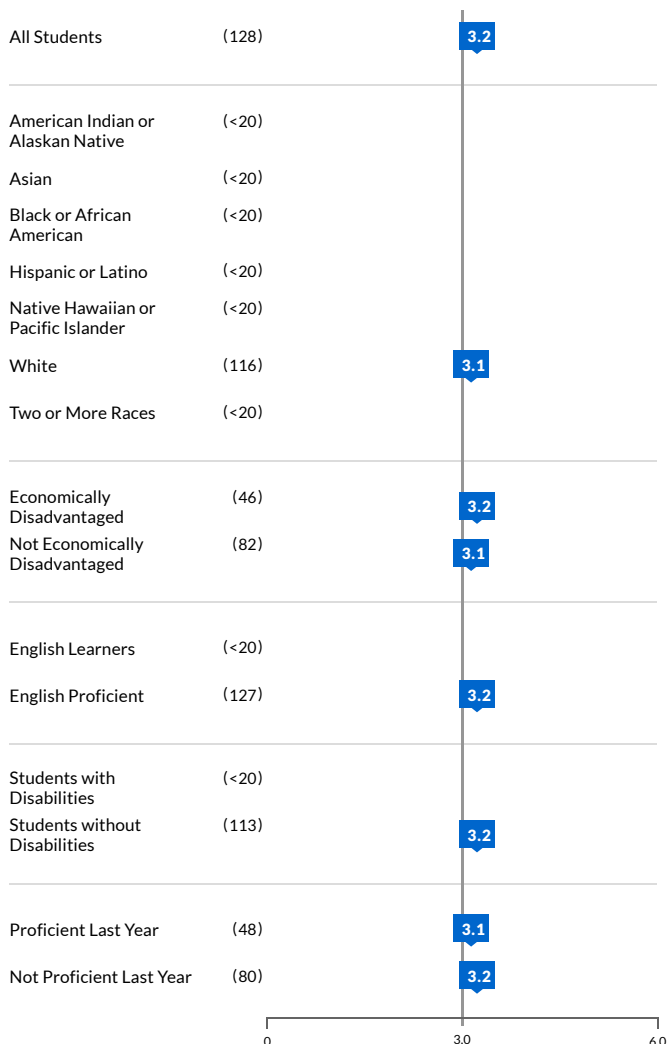 All Students (128) 3.2
American Indian or (<20)
Alaskan Native
Asian (<20)
Black or African (<20)
American
Hispanic or Latino (<20)
Native Hawaiian or (<20)
Pacific Islander
White (116) 3.1
Two or More Races (<20)
Economically (46) 3.2
Disadvantaged
Not Economically (82) 3.1
Disadvantaged
English Learners (<20)
English Proficient (127) 3.2
Students with (<20)
Disabilities
Students without (113) 3.2
Disabilities
Proficient Last Year (48) 3.1
Not Proficient Last Year (80) 3.2
0 3.0 6.0